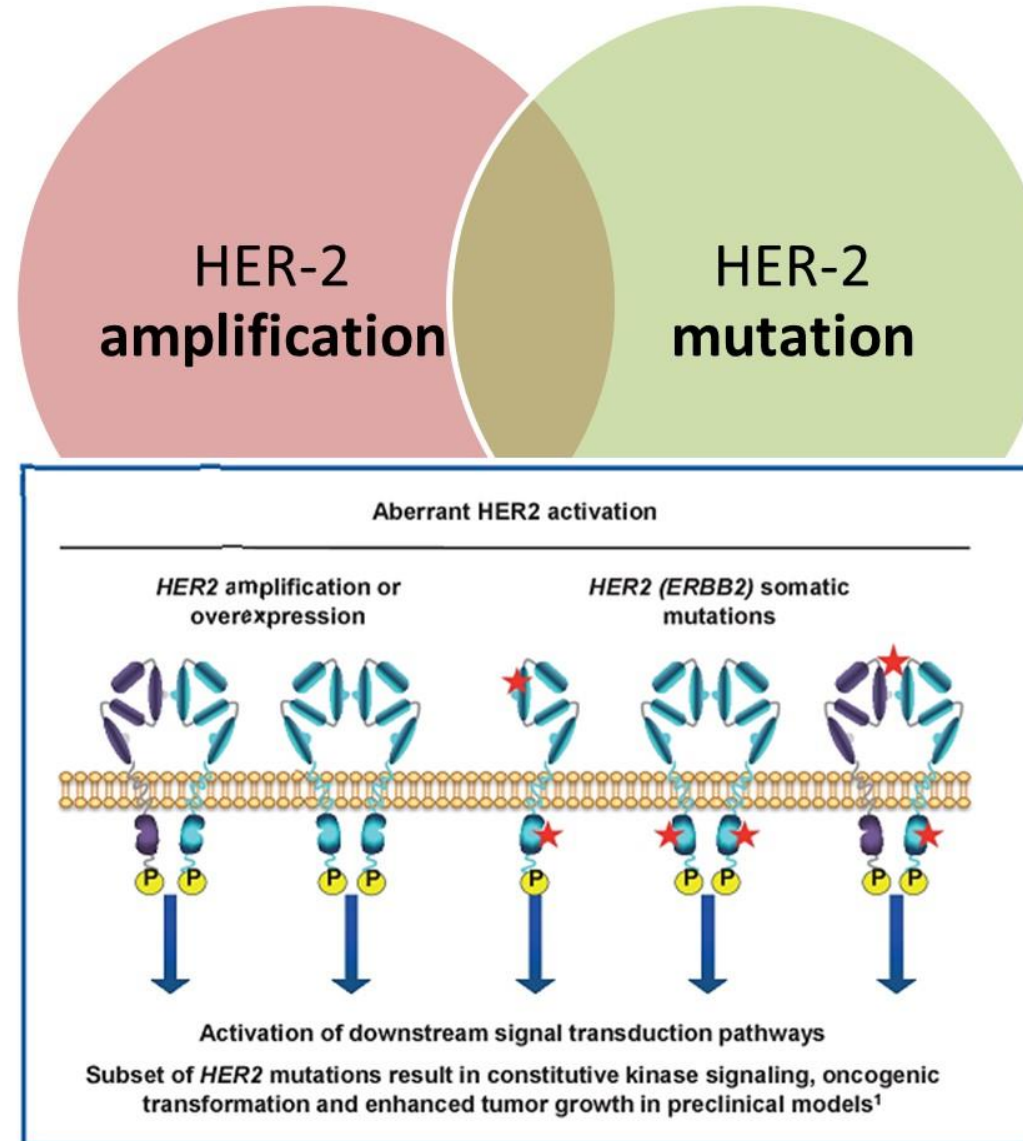 HER-2
amplification
HER-2
mutation
Aberrant HER2 activation
HER2 amplification or
overexpression
HER2 (ERBB2) somatic
mutations
P P P P P P P P P
Activation of downstream signal transduction pathways
Subset of HER2 mutations result in constitutive kinase signaling, oncogenic
transformation and enhanced tumor growth in preclinical models¹